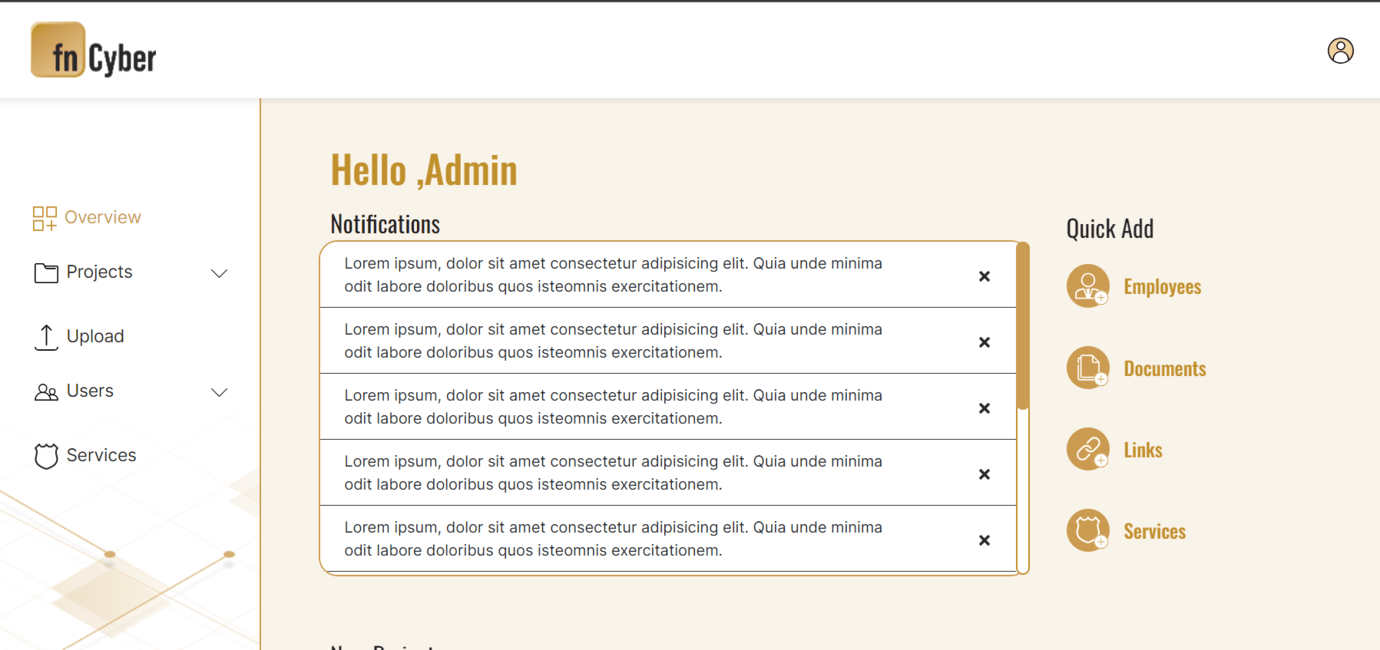 fn Cyber
Overview
Projects
Upload
Users
Services
Hello ,Admin
Notifications
Lorem ipsum, dolor sit amet consectetur adipisicing elit. Quia unde minima
odit labore doloribus quos isteomnis exercitationem.
Lorem ipsum, dolor sit amet consectetur adipisicing elit. Quia unde minima
odit labore doloribus quos isteomnis exercitationem.
Lorem ipsum, dolor sit amet consectetur adipisicing elit. Quia unde minima
odit labore doloribus quos isteomnis exercitationem.
Lorem ipsum, dolor sit amet consectetur adipisicing elit. Quia unde minima
odit labore doloribus quos isteomnis exercitationem.
Lorem ipsum, dolor sit amet consectetur adipisicing elit. Quia unde minima
odit labore doloribus quos isteomnis exercitationem.
Quick Add
Employees
Documents
Links
Services